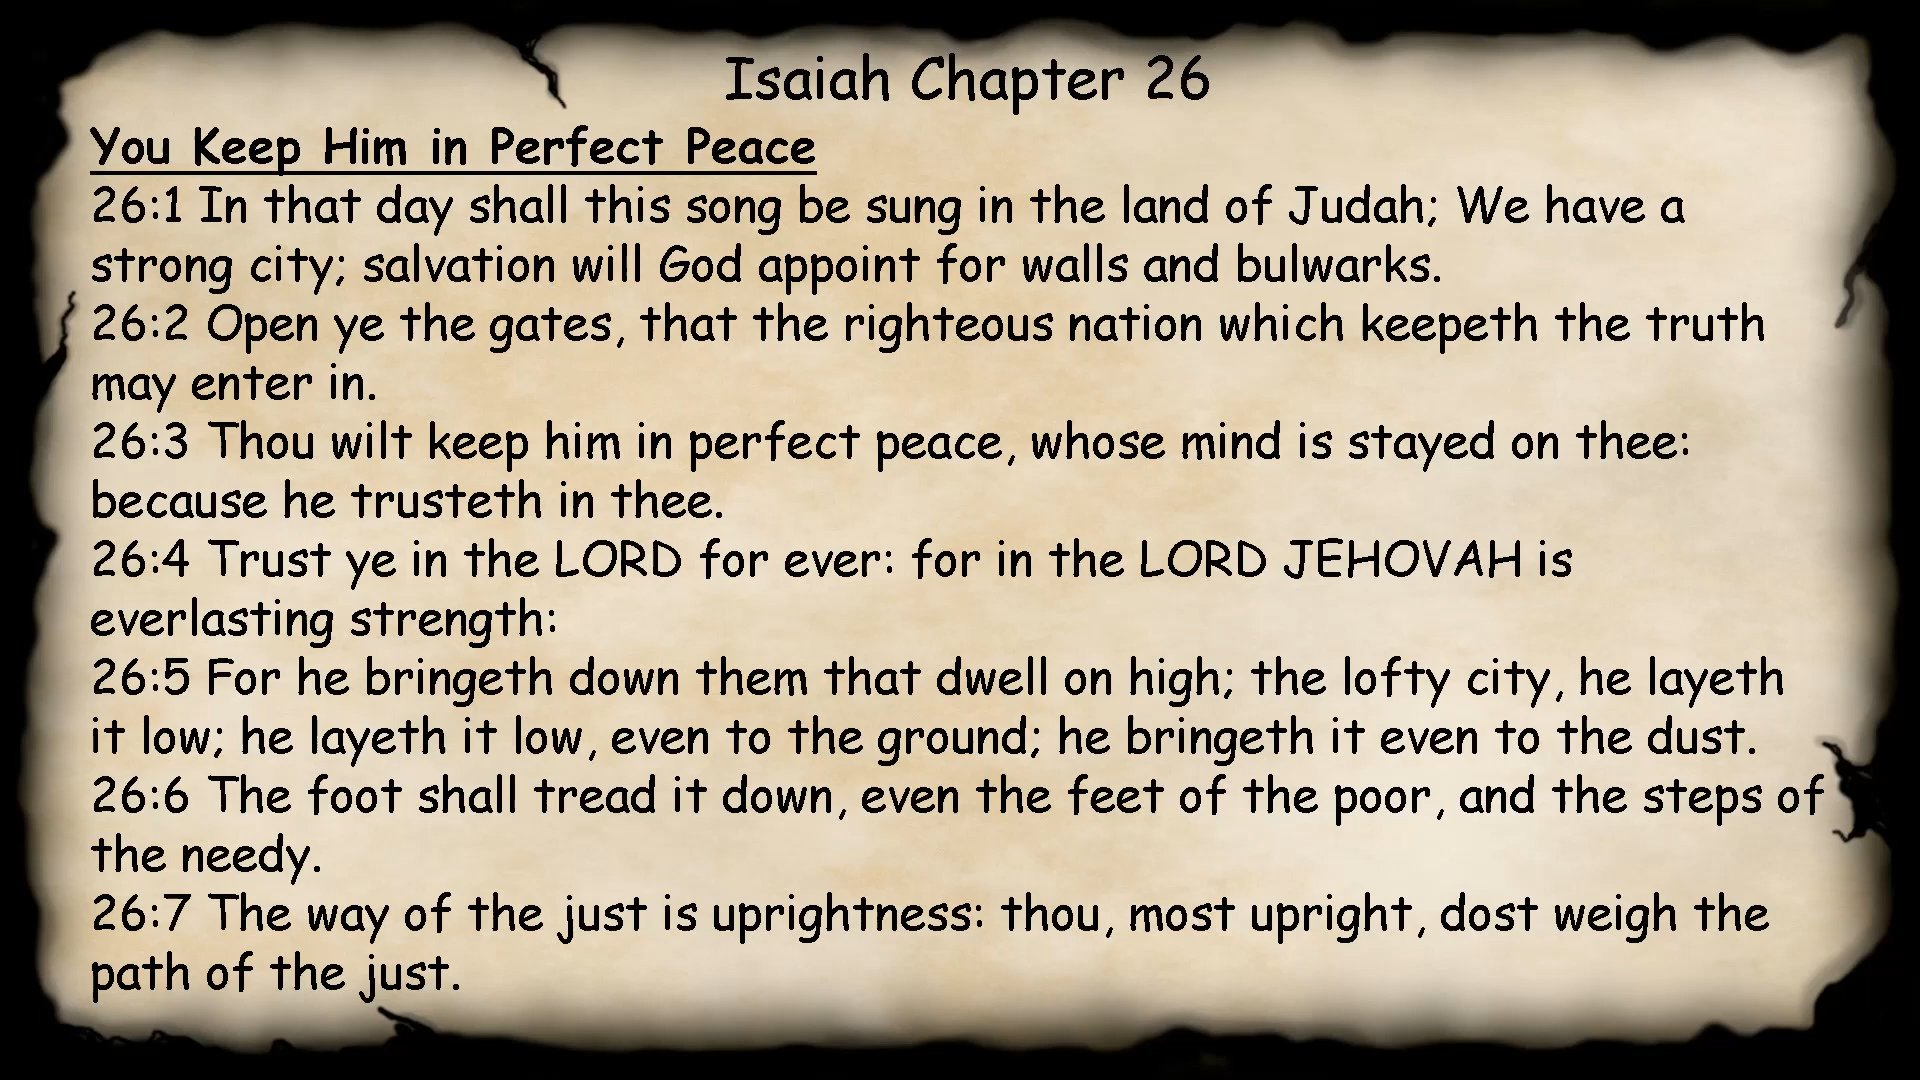 Isaiah Chapter 26
You Keep Him in Perfect Peace
26:1 In that day shall this song be sung in the land of Judah; We have a
strong city; salvation will God appoint for walls and bulwarks.
26:2 Open ye the gates, that the righteous nation which keepeth the truth
may enter in.
26:3 Thou wilt keep him in perfect peace, whose mind is stayed on thee:
because he trusteth in thee.
26:4 Trust ye in the LORD for ever: for in the LORD JEHOVAH is
everlasting strength:
26:5 For he bringeth down them that dwell on high; the lofty city, he layeth
it low; he layeth it low, even to the ground; he bringeth it even to the dust.
26:6 The foot shall tread it down, even the feet of the poor, and the steps of
the needy.
26:7 The way of the just is uprightness: thou, most upright, dost weigh the
path of the just.